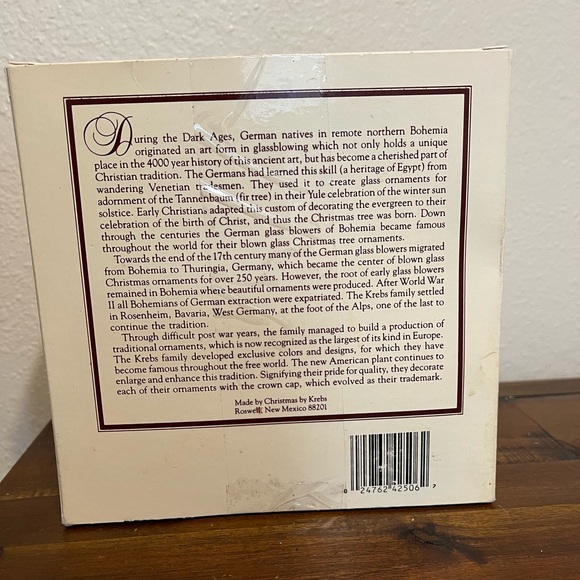 During the Dark Ages, German natives in remote northern Bohemia
originated an art form in glassblowing which not only holds a unique
place in the 4000 year history of this ancient art, but has become a cherished part of
Christian tradition. The Germans had learned this skill (a heritage of Egypt) from
wandering Venetian tradesmen. They used it to create glass ornaments for
adornment of the Tannenbaum (fir tree) in their Yule celebration of the winter sun
solstice. Early Christians adapted this custom of decorating the evergreen to their
celebration of the birth of Christ, and thus the Christmas tree was born. Down
through the centuries the German glass blowers of Bohemia became famous
throughout the world for their blown glass Christmas tree ornaments.
Towards the end of the 17th century many of the German glass blowers migrated
from Bohemia to Thuringia, Germany, which became the center of blown glass
Christmas ornaments for over 250 years. However, the root of early glass blowers
remained in Bohemia where beautiful ornaments were produced. After World War
II all Bohemians of German extraction were expatriated. The Krebs family settled
in Rosenheim, Bavaria, West Germany, at the foot of the Alps, one of the last to
continue the tradition.
Through difficult post war years, the family managed to build a production of
traditional ornaments, which is now recognized as the largest of its kind in Europe.
The Krebs family developed exclusive colors and designs, for which they have
become famous throughout the free world. The new American plant continues to
enlarge and enhance this tradition. Signifying their pride for quality, they decorate
each of their ornaments with the crown cap, which evolved as their trademark.
Made by Christmas by Krebs
Roswell, New Mexico 88201
0 24762 42506 7